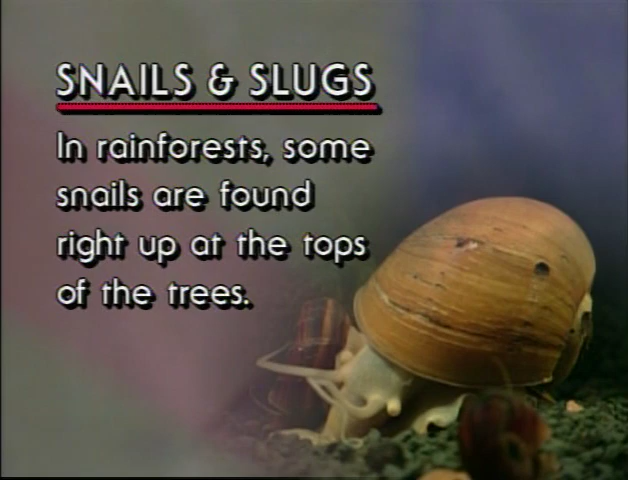 SNAILS & SLUGS
In rainforests, some
snails are found
right up at the tops
of the trees.